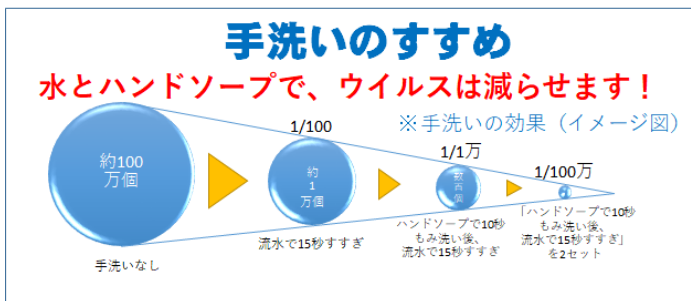 手洗いのすすめ
水とハンドソープで、ウイルスは減らせます！
※手洗いの効果（イメージ図）
約100
万個
手洗いなし
1/100
約
1
万個
流水で15秒すすぎ
1/1万
数
百
個
ハンドソープで10秒
もみ洗い後、
流水で15秒すすぎ
1/100万
「ハンドソープで10秒
もみ洗い後、
流水で15秒すすぎ」
を2セット